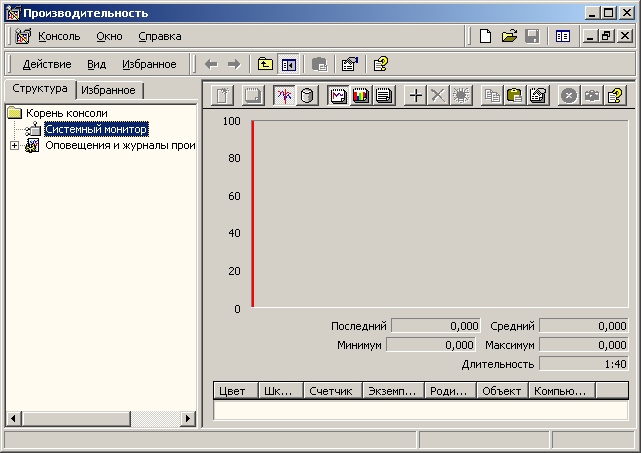 Производительность
Консоль Окно Справка
Действие Вид Избранное
Структура Избранное
Корень консоли
Системный монитор
Оповещения и журналы прои
100
80
60
40
20
0
Последний 0,000 Средний 0,000
Минимум 0,000 Максимум 0,000
Длительность 1:40
Цвет Шк... Счетчик Экземп... Роди... Объект Компью...